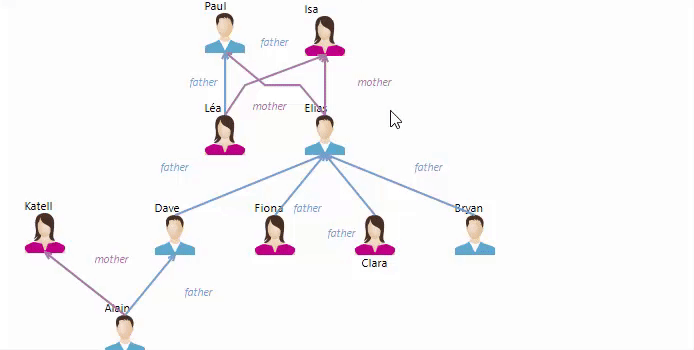 Paul
Isa
father
father
mother
Léa
mother
Elias
father
father
Katell
Dave
Fiona
father
Bryan
father
mother
Clara
father
Alain